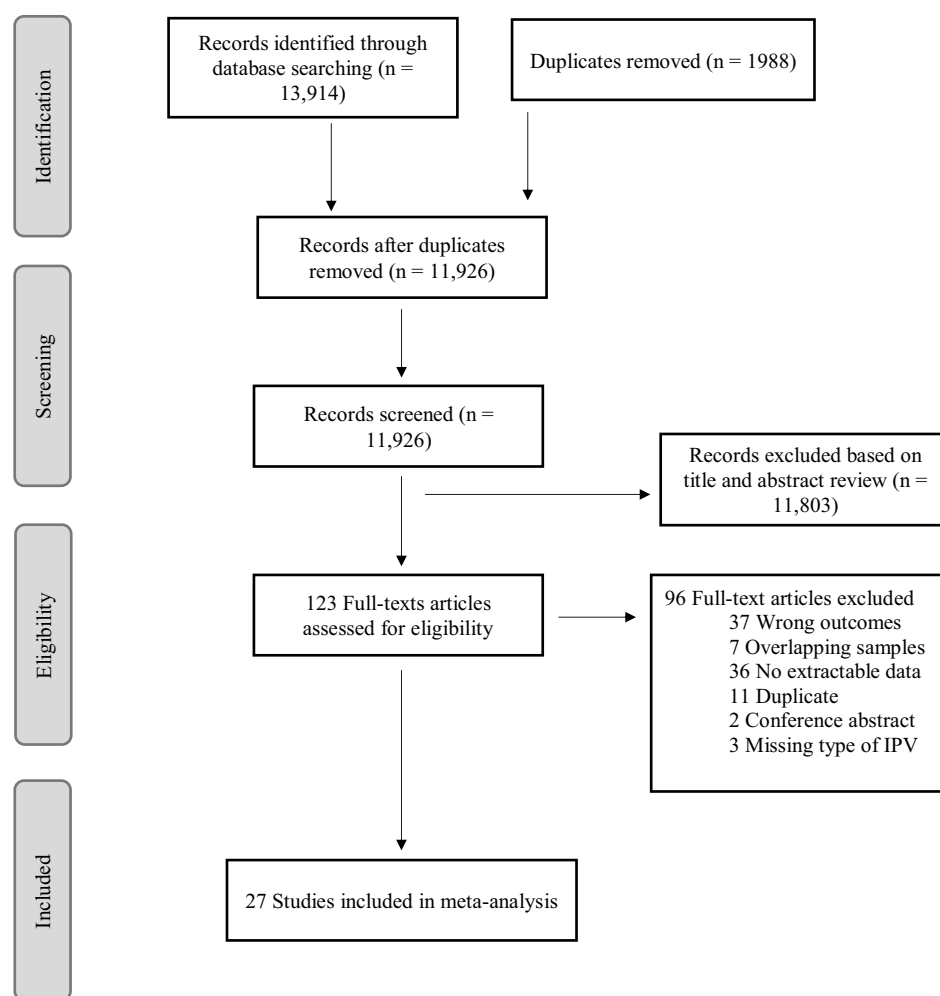 Identification
Records identified through
database searching (n =
13,914)
Duplicates removed (n = 1988)
Records after duplicates
removed (n = 11,926)
Screening
Records screened (n =
11,926)
Records excluded based on
title and abstract review (n =
11,803)
Eligibility
123 Full-texts articles
assessed for eligibility
96 Full-text articles excluded
37 Wrong outcomes
7 Overlapping samples
36 No extractable data
11 Duplicate
2 Conference abstract
3 Missing type of IPV
Included
27 Studies included in meta-analysis